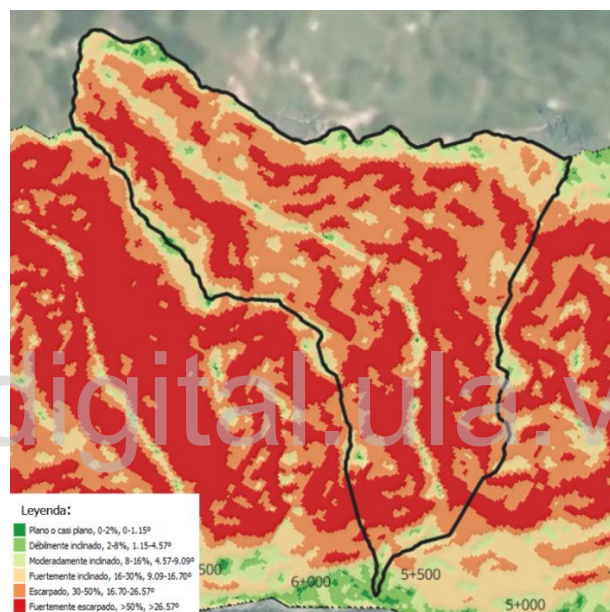 digital.ula.v
Leyenda:
Plano o casi plano, 0-2%, 0-1.15º
Débilmente inclinado, 2-8%, 1.15-4.57º
Moderadamente inclinado, 8-16%, 4.57-9.09º
Fuertemente inclinado, 16-30%, 9.09-16.70º
Escarpado, 30-50%, 16.70-26.57º
Fuertemente escarpado, >50%, >26.57º
500
6+000
5+500
5+000